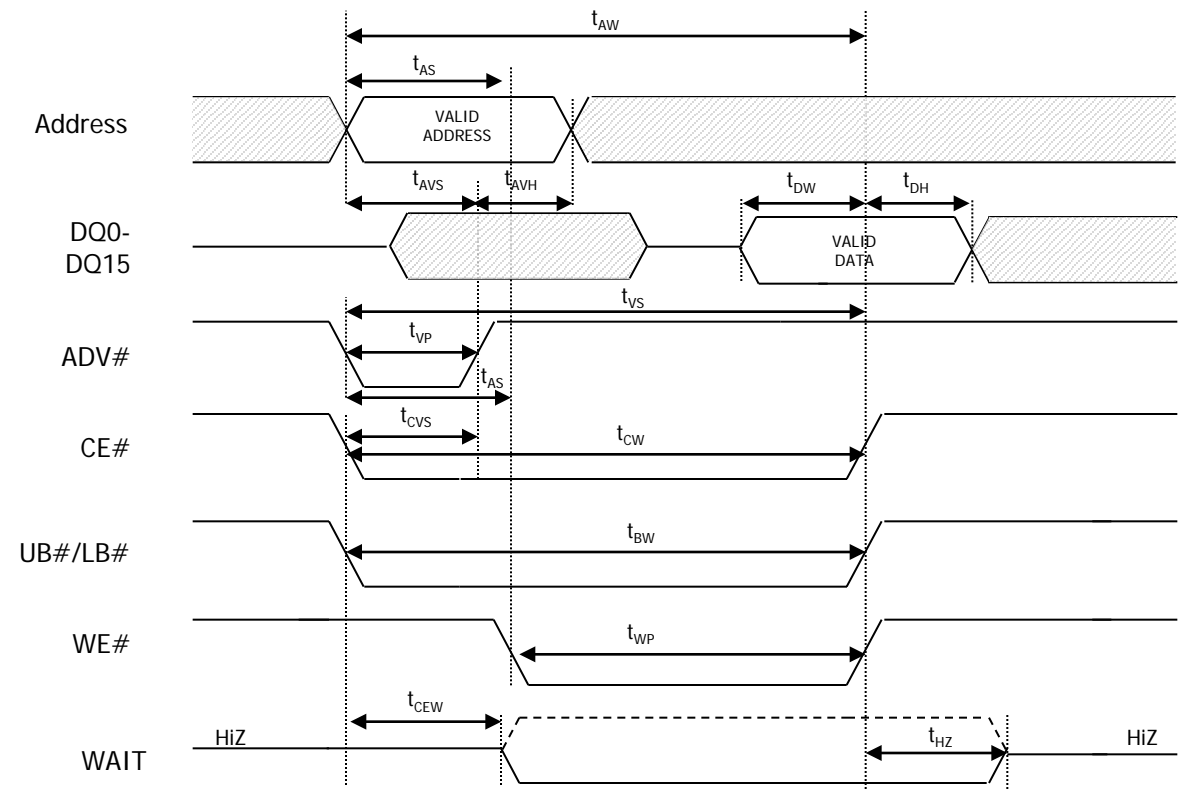 tAW
tAS
Address
VALID
ADDRESS
tAVS
tAVH
tDW
tDH
DQ0-
DQ15
VALID
DATA
tVS
ADV#
tVP
tAS
tCVS
CE#
tCW
UB#/LB#
tBW
WE#
tWP
tCEW
WAIT
HiZ
tHZ
HiZ